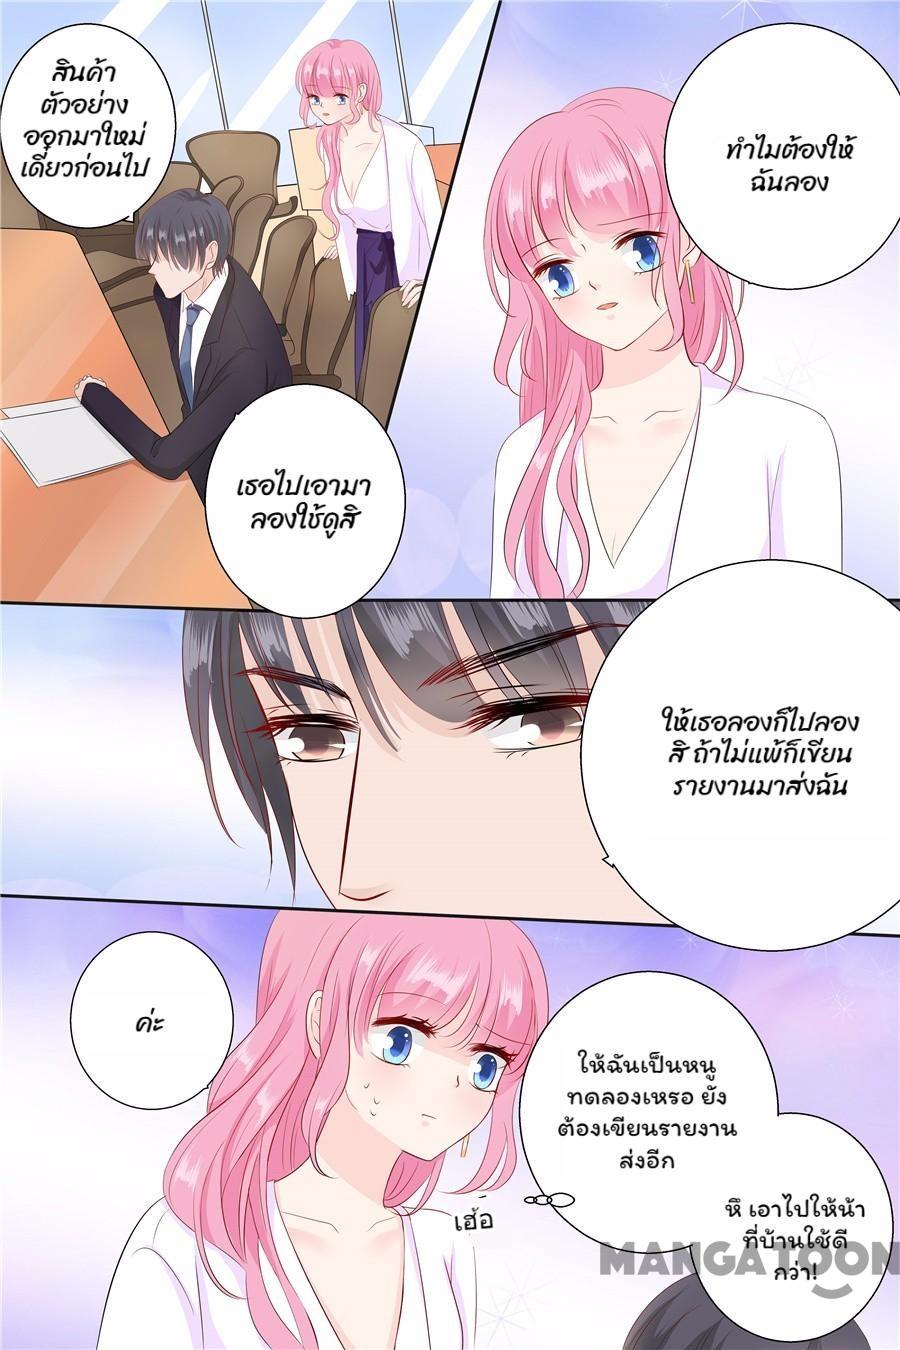 สินค้า
ตัวอย่าง
ออกมาใหม่
เดี๋ยวก่อนไป
เธอไปเอามา
ลองใช้ดูสิ
ทำไมต้องให้
ฉันลอง
ให้เธอลองก็ไปลอง
สิ ถ้าไม่แพ้ก็เขียน
รายงานมาส่งฉัน
ค่ะ
ให้ฉันเป็นหนู
ทดลองเหรอ ยัง
ต้องเขียนรายงาน
ส่งอีก
เฮ้อ
หึ เอาไปให้น้า
ที่บ้านใช้ดี
กว่า!
MANGATOON